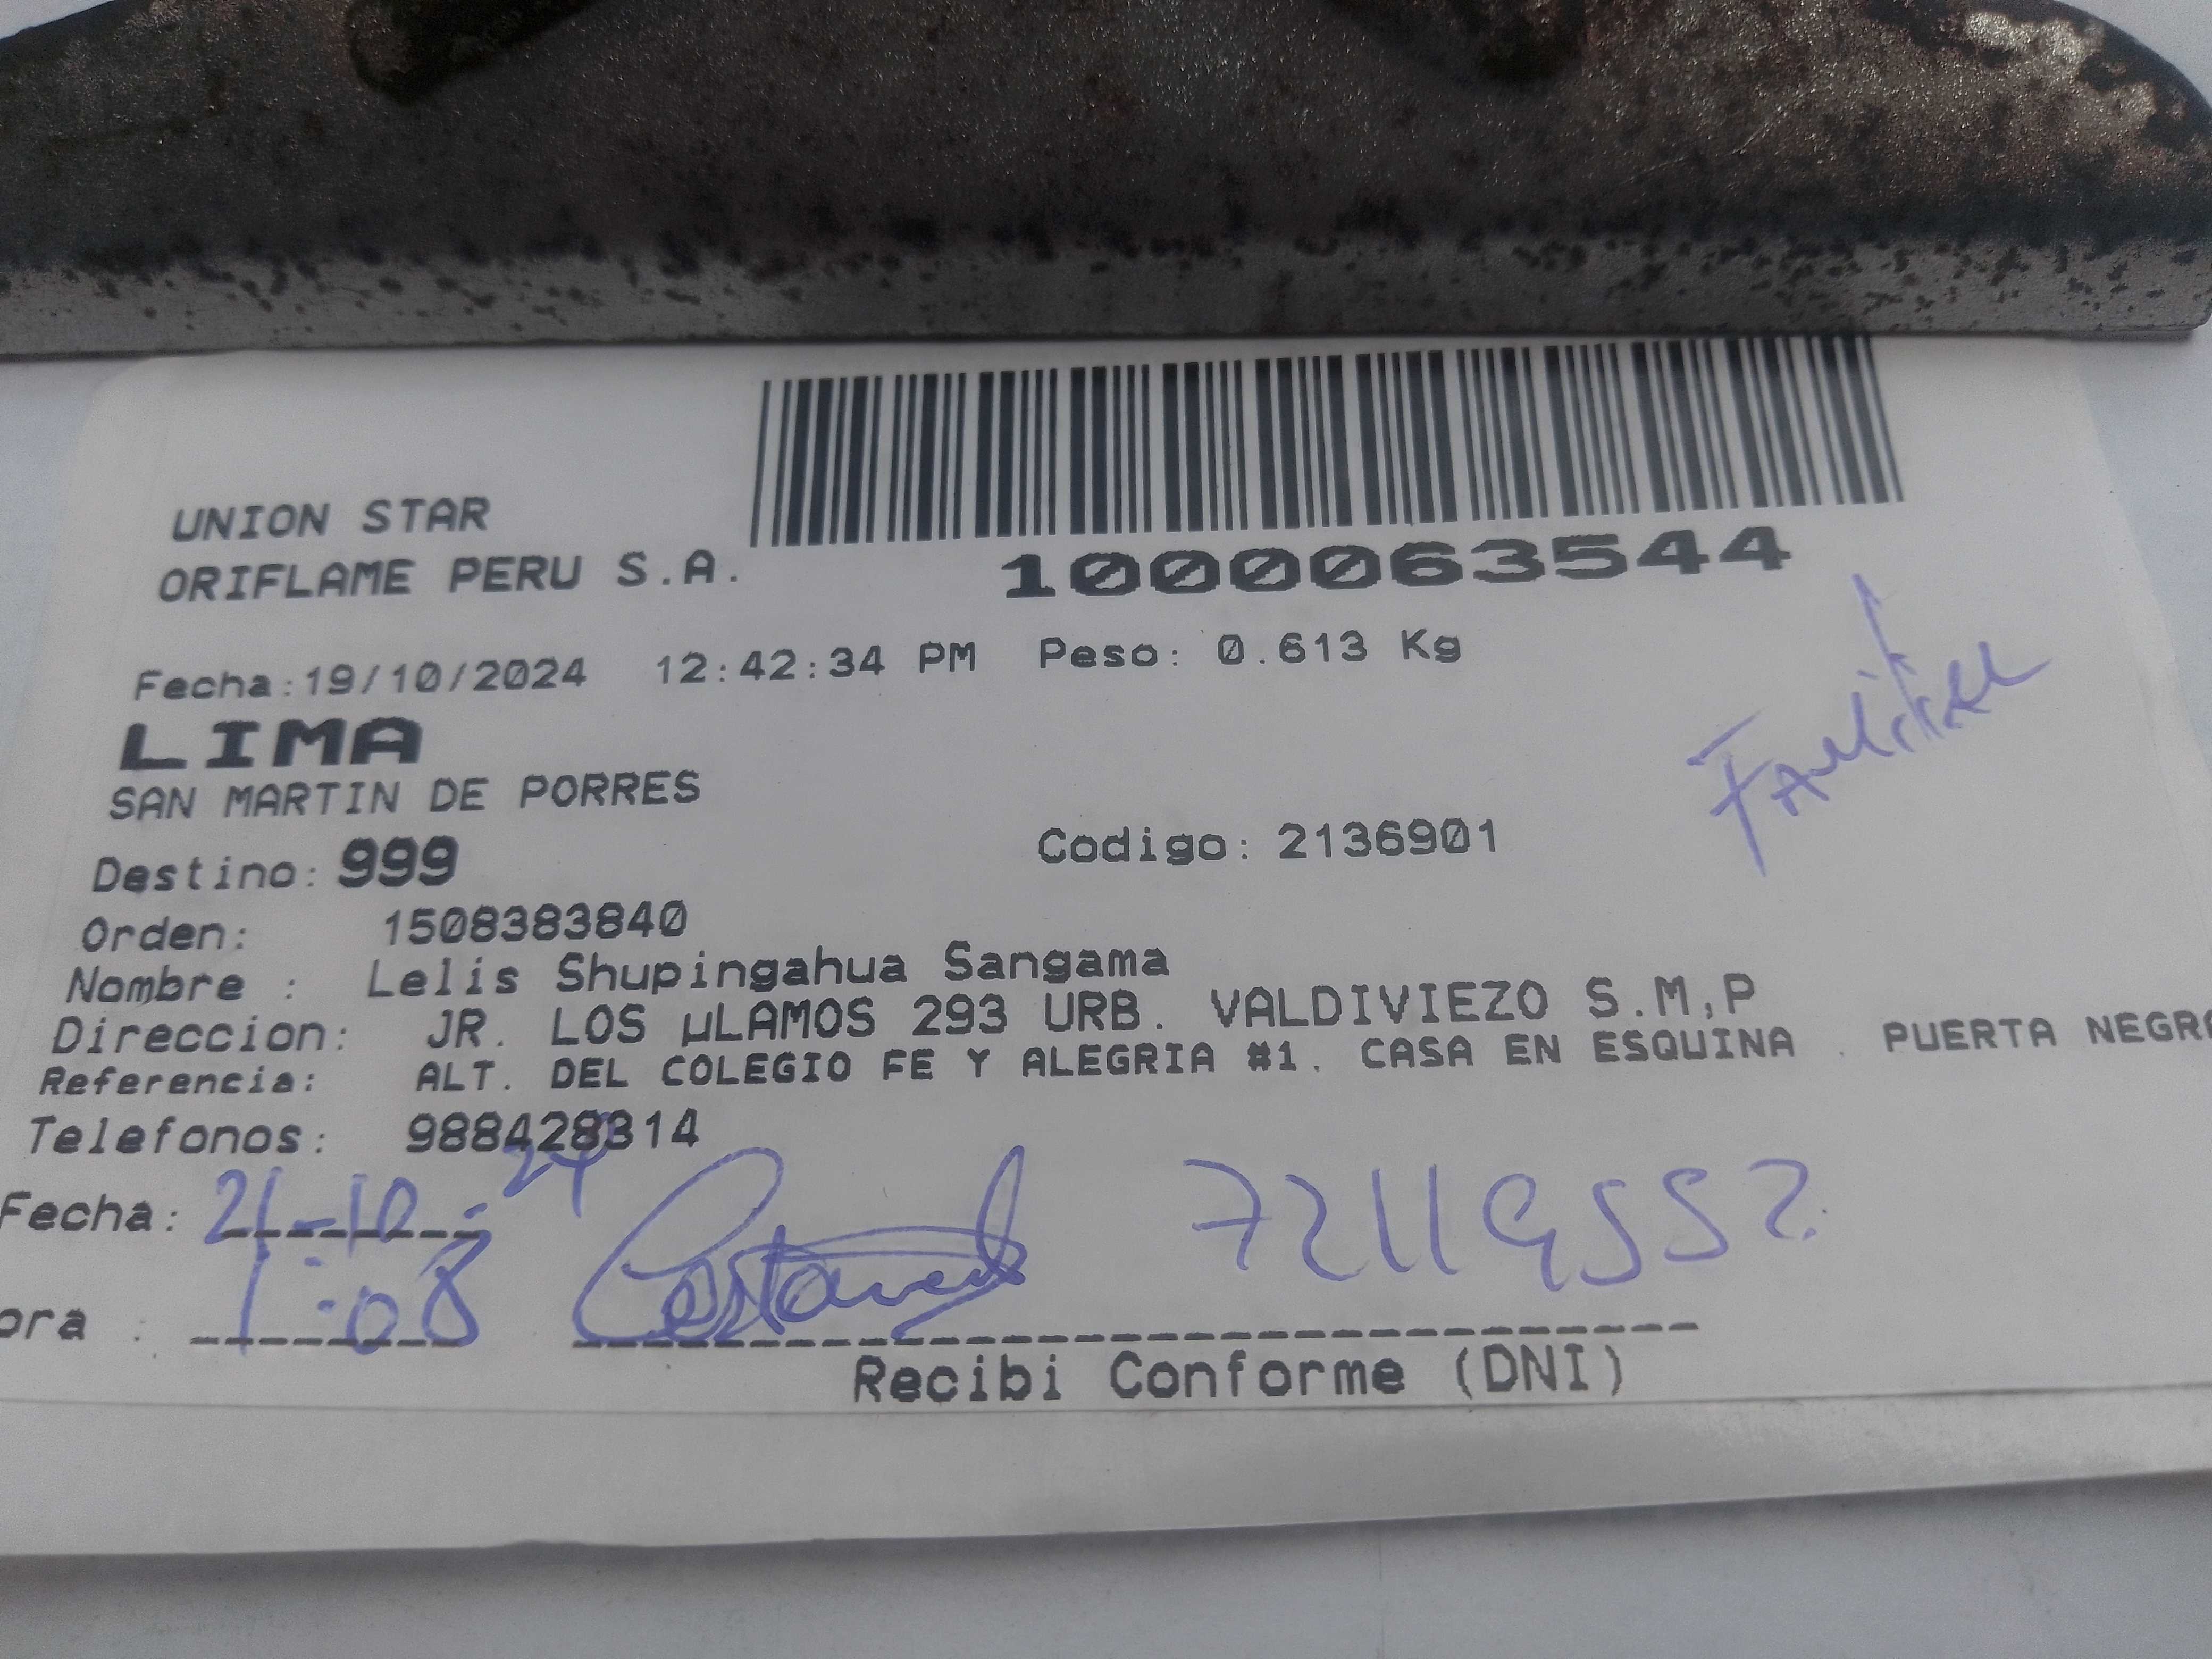 UNION STAR
ORIFLAME PERU S.A.
1000063544
Fecha:19/10/2024 12:42:34 PM Peso: 0.613 Kg
LIMA
SAN MARTIN DE PORRES
Familiar
Destino: 999 Codigo: 2136901
Orden: 1508383840
Nombre : Lelis Shupingahua Sangama
Direccion: JR. LOS µLAMOS 293 URB. VALDIVIEZO S.M,P
Referencia: ALT. DEL COLEGIO FE Y ALEGRIA #1. CASA EN ESQUINA . PUERTA NEGR
Telefonos: 988428314
Fecha: 21-10-24 72119552
ora : 1:08
Recibi Conforme (DNI)